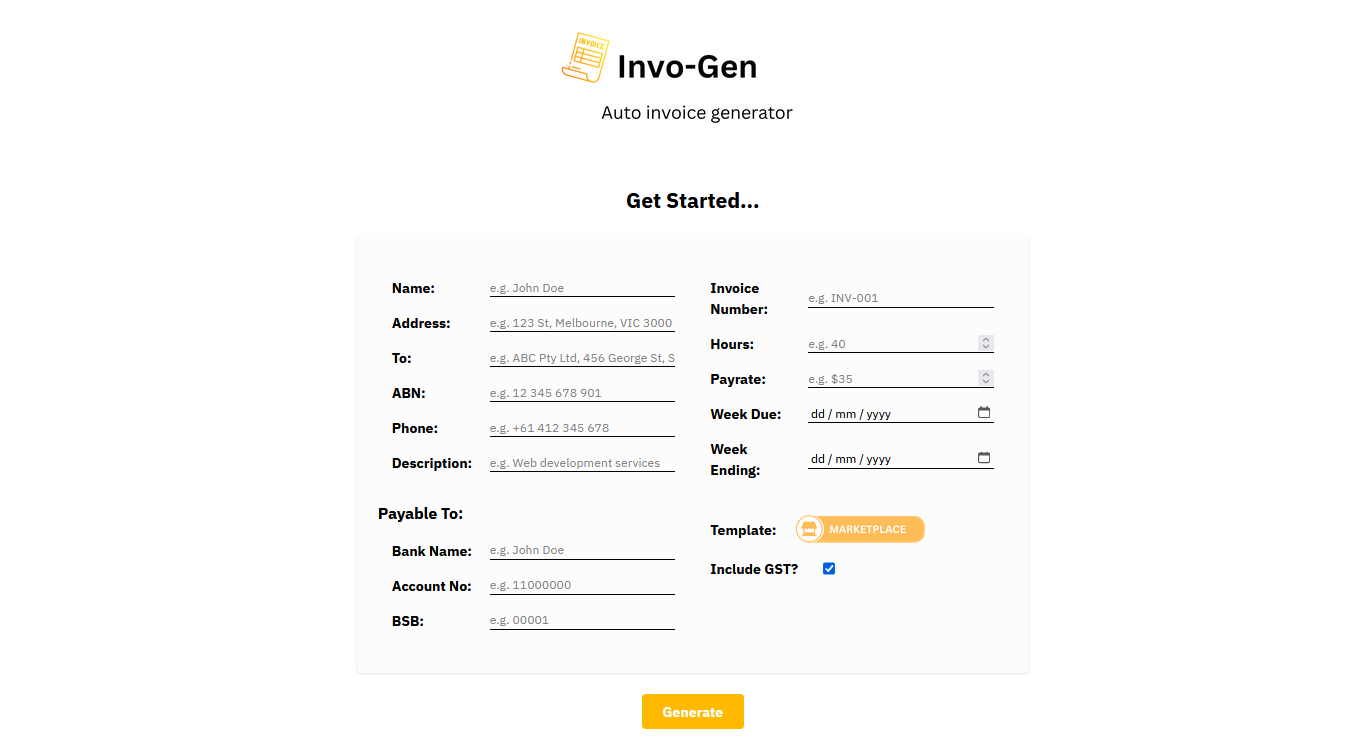 INVOICE
Invo-Gen
Auto invoice generator
Get Started...
Name: e.g. John Doe
Address: e.g. 123 St, Melbourne, VIC 3000
To: e.g. ABC Pty Ltd, 456 George St, S
ABN: e.g. 12 345 678 901
Phone: e.g. +61 412 345 678
Description: e.g. Web development services
Payable To:
Bank Name: e.g. John Doe
Account No: e.g. 11000000
BSB: e.g. 00001
Invoice
Number: e.g. INV-001
Hours: e.g. 40
Payrate: e.g. $35
Week Due: dd / mm / yyyy
Week
Ending: dd / mm / yyyy
Template: MARKETPLACE
Include GST?
Generate